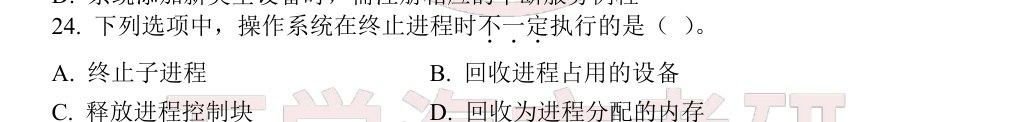 24. 下列选项中，操作系统在终止进程时不一定执行的是（ ）。
A. 终止子进程 B. 回收进程占用的设备
C. 释放进程控制块 D. 回收为进程分配的内存